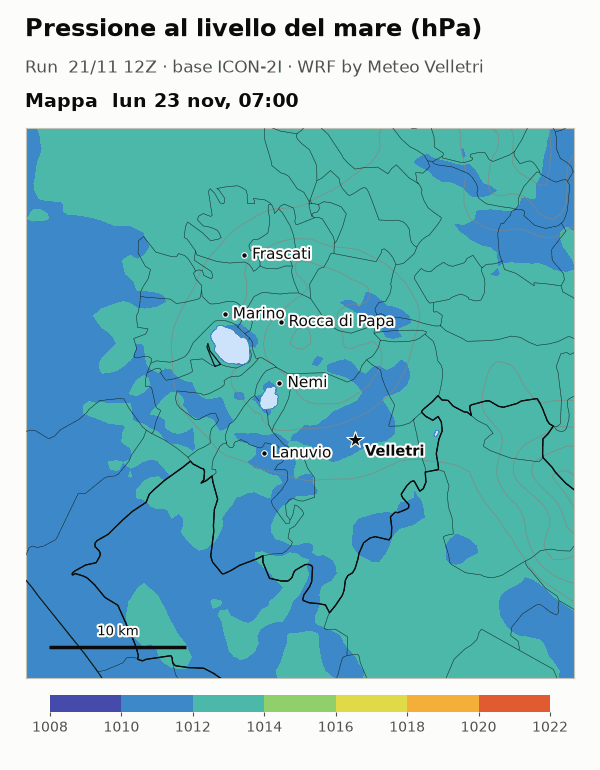 Pressione al livello del mare (hPa)
Run  21/11 12Z · base ICON-2I · WRF by Meteo Velletri
Mappa  lun 23 nov, 07:00
Frascati
Marino
Rocca di Papa
Nemi
Velletri
Lanuvio
10 km
1008 1010 1012 1014 1016 1018 1020 1022